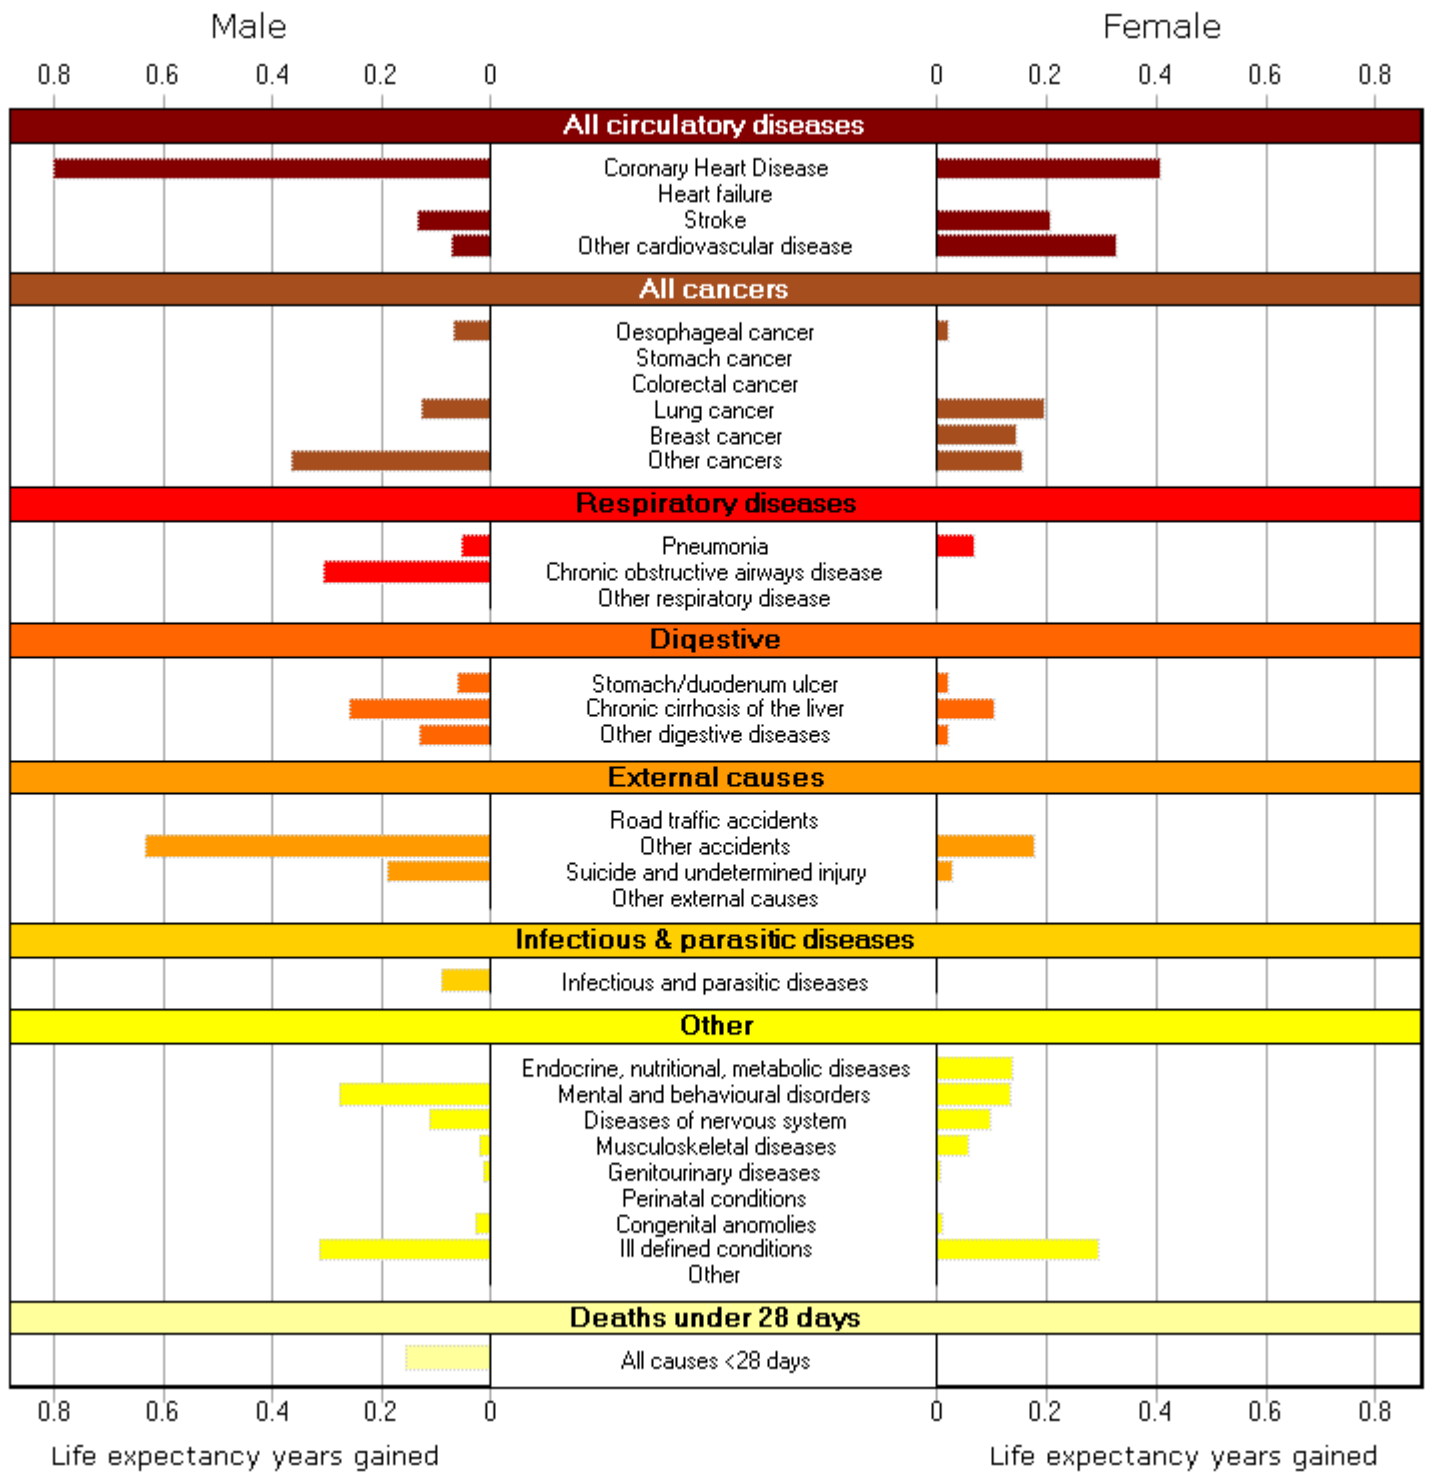 Male Female
0.8 0.6 0.4 0.2 0 0 0.2 0.4 0.6 0.8
All circulatory diseases
Coronary Heart Disease
Heart failure
Stroke
Other cardiovascular disease
All cancers
Oesophageal cancer
Stomach cancer
Colorectal cancer
Lung cancer
Breast cancer
Other cancers
Respiratory diseases
Pneumonia
Chronic obstructive airways disease
Other respiratory disease
Digestive
Stomach/duodenum ulcer
Chronic cirrhosis of the liver
Other digestive diseases
External causes
Road traffic accidents
Other accidents
Suicide and undetermined injury
Other external causes
Infectious & parasitic diseases
Infectious and parasitic diseases
Other
Endocrine, nutritional, metabolic diseases
Mental and behavioural disorders
Diseases of nervous system
Musculoskeletal diseases
Genitourinary diseases
Perinatal conditions
Congenital anomolies
Ill defined conditions
Other
Deaths under 28 days
All causes <28 days
0.8 0.6 0.4 0.2 0 0 0.2 0.4 0.6 0.8
Life expectancy years gained Life expectancy years gained